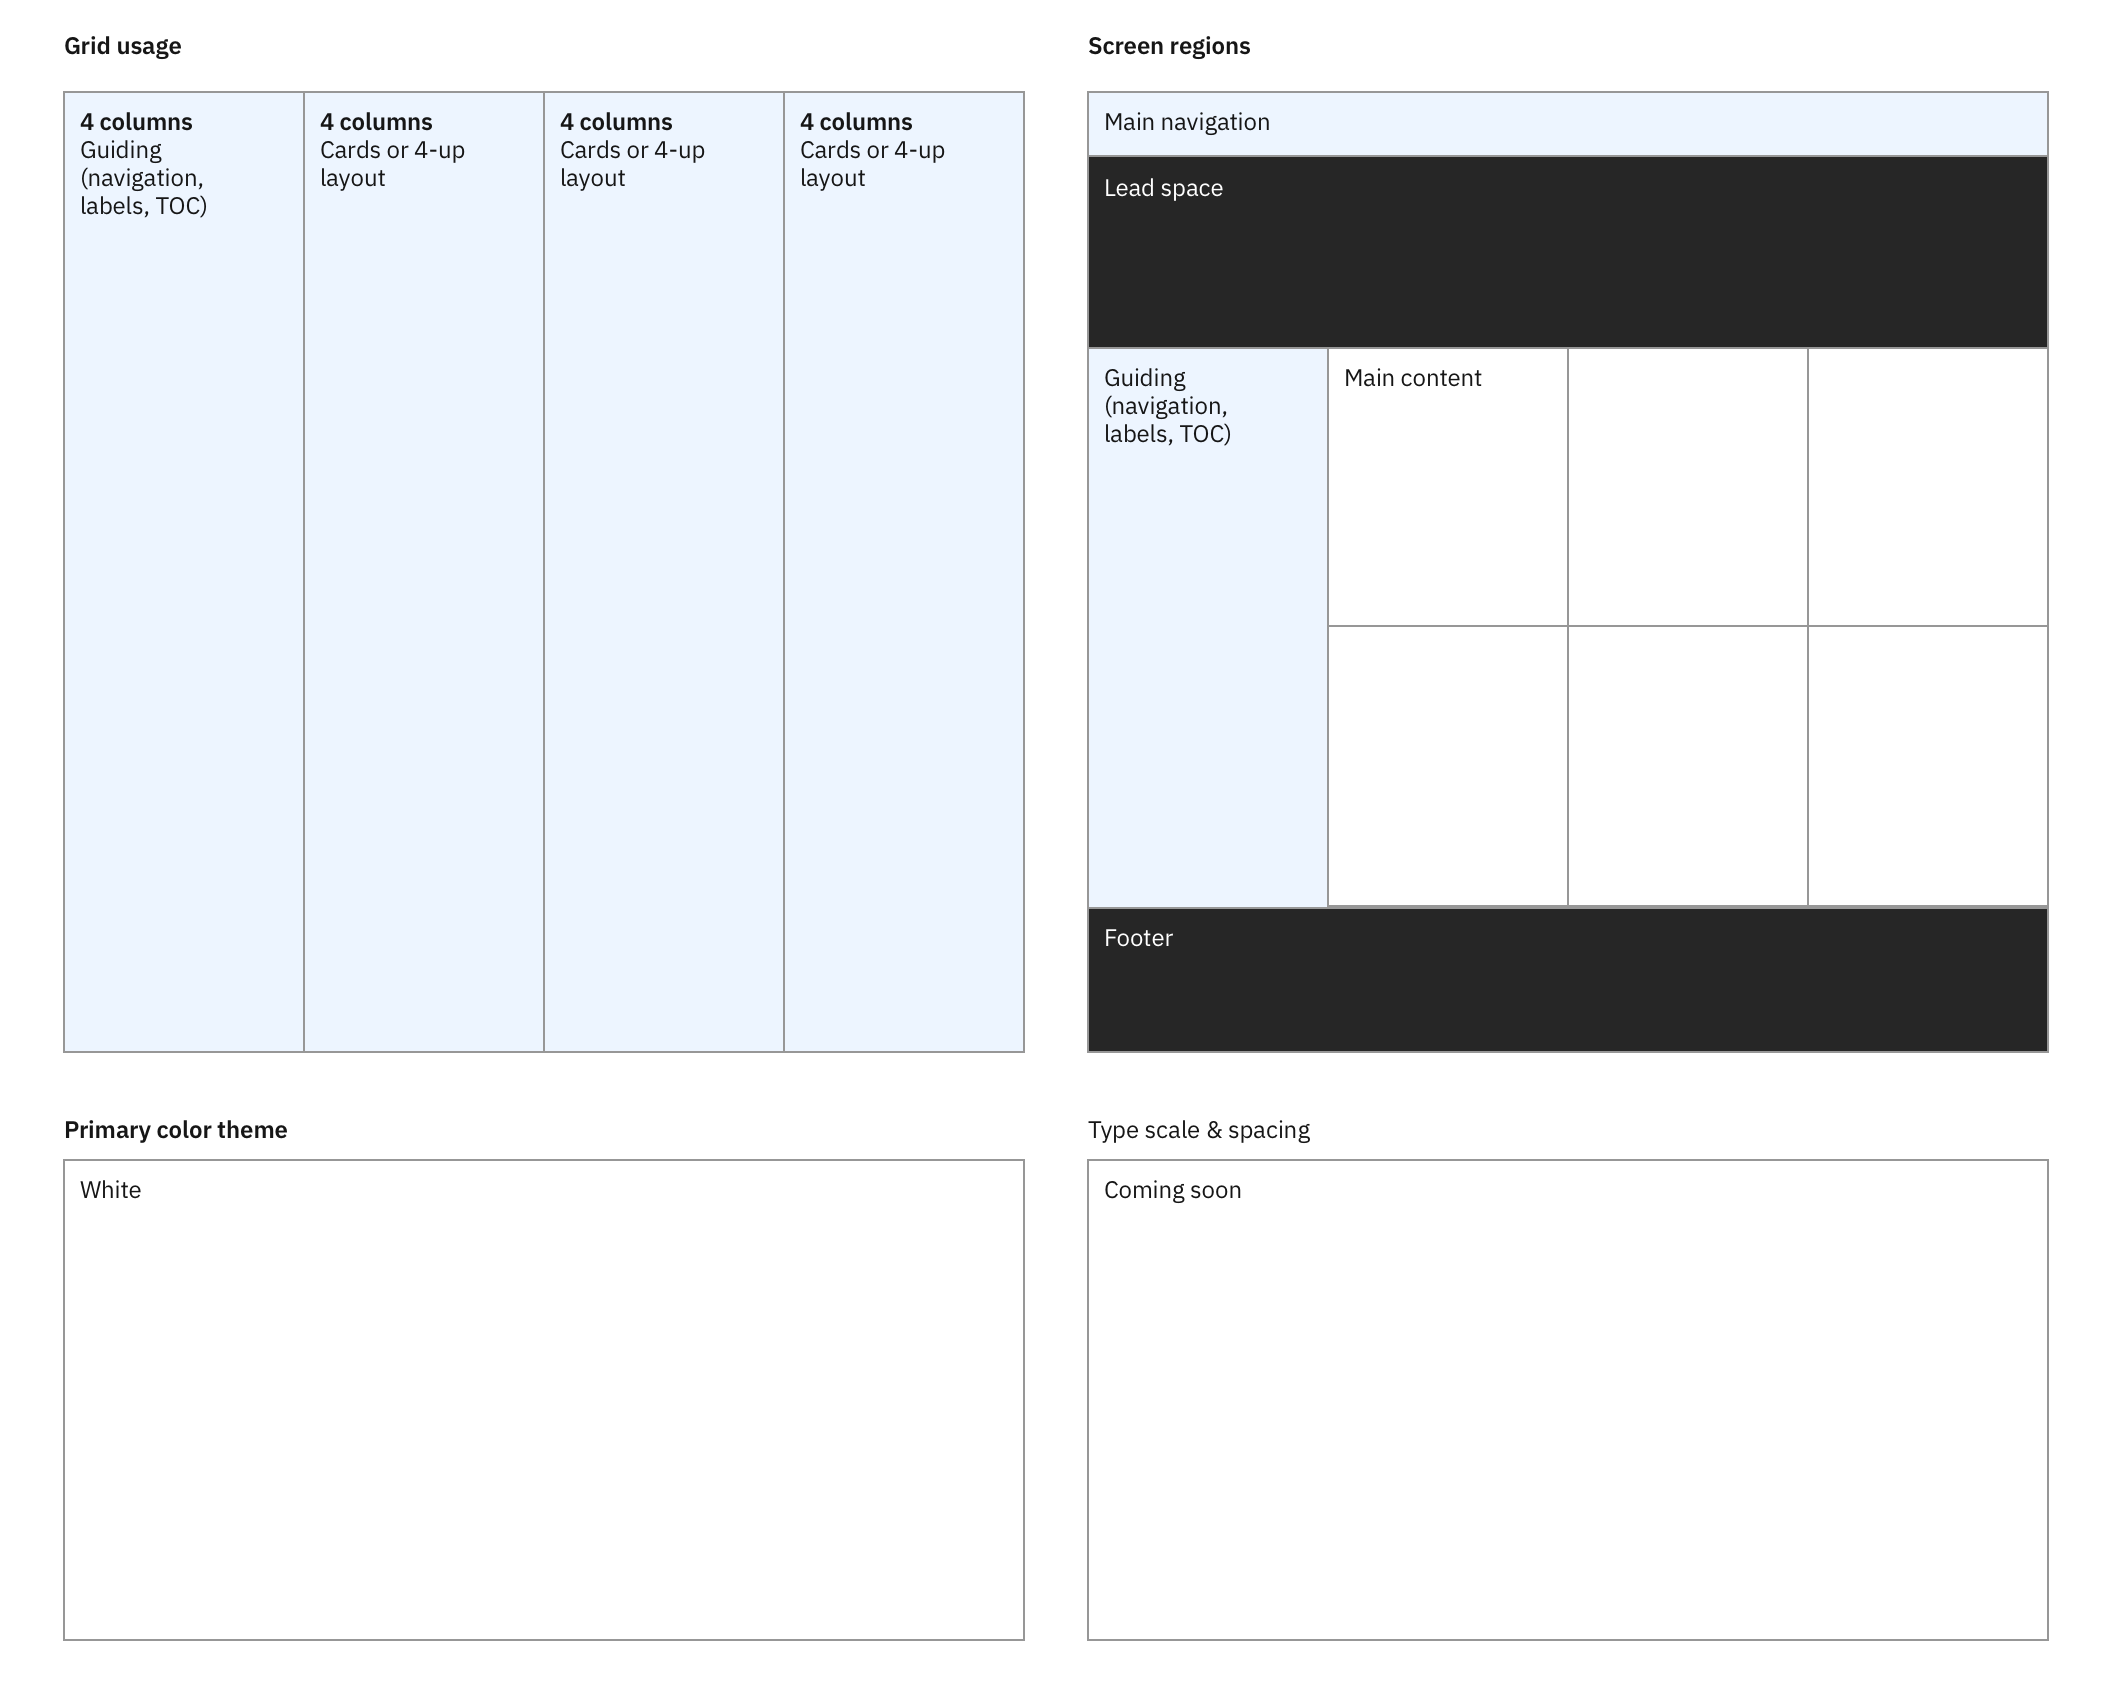 Grid usage
4 columns
Guiding
(navigation,
labels, TOC)
4 columns
Cards or 4-up
layout
4 columns
Cards or 4-up
layout
4 columns
Cards or 4-up
layout
Screen regions
Main navigation
Lead space
Guiding
(navigation,
labels, TOC)
Main content
Footer
Primary color theme
White
Type scale & spacing
Coming soon